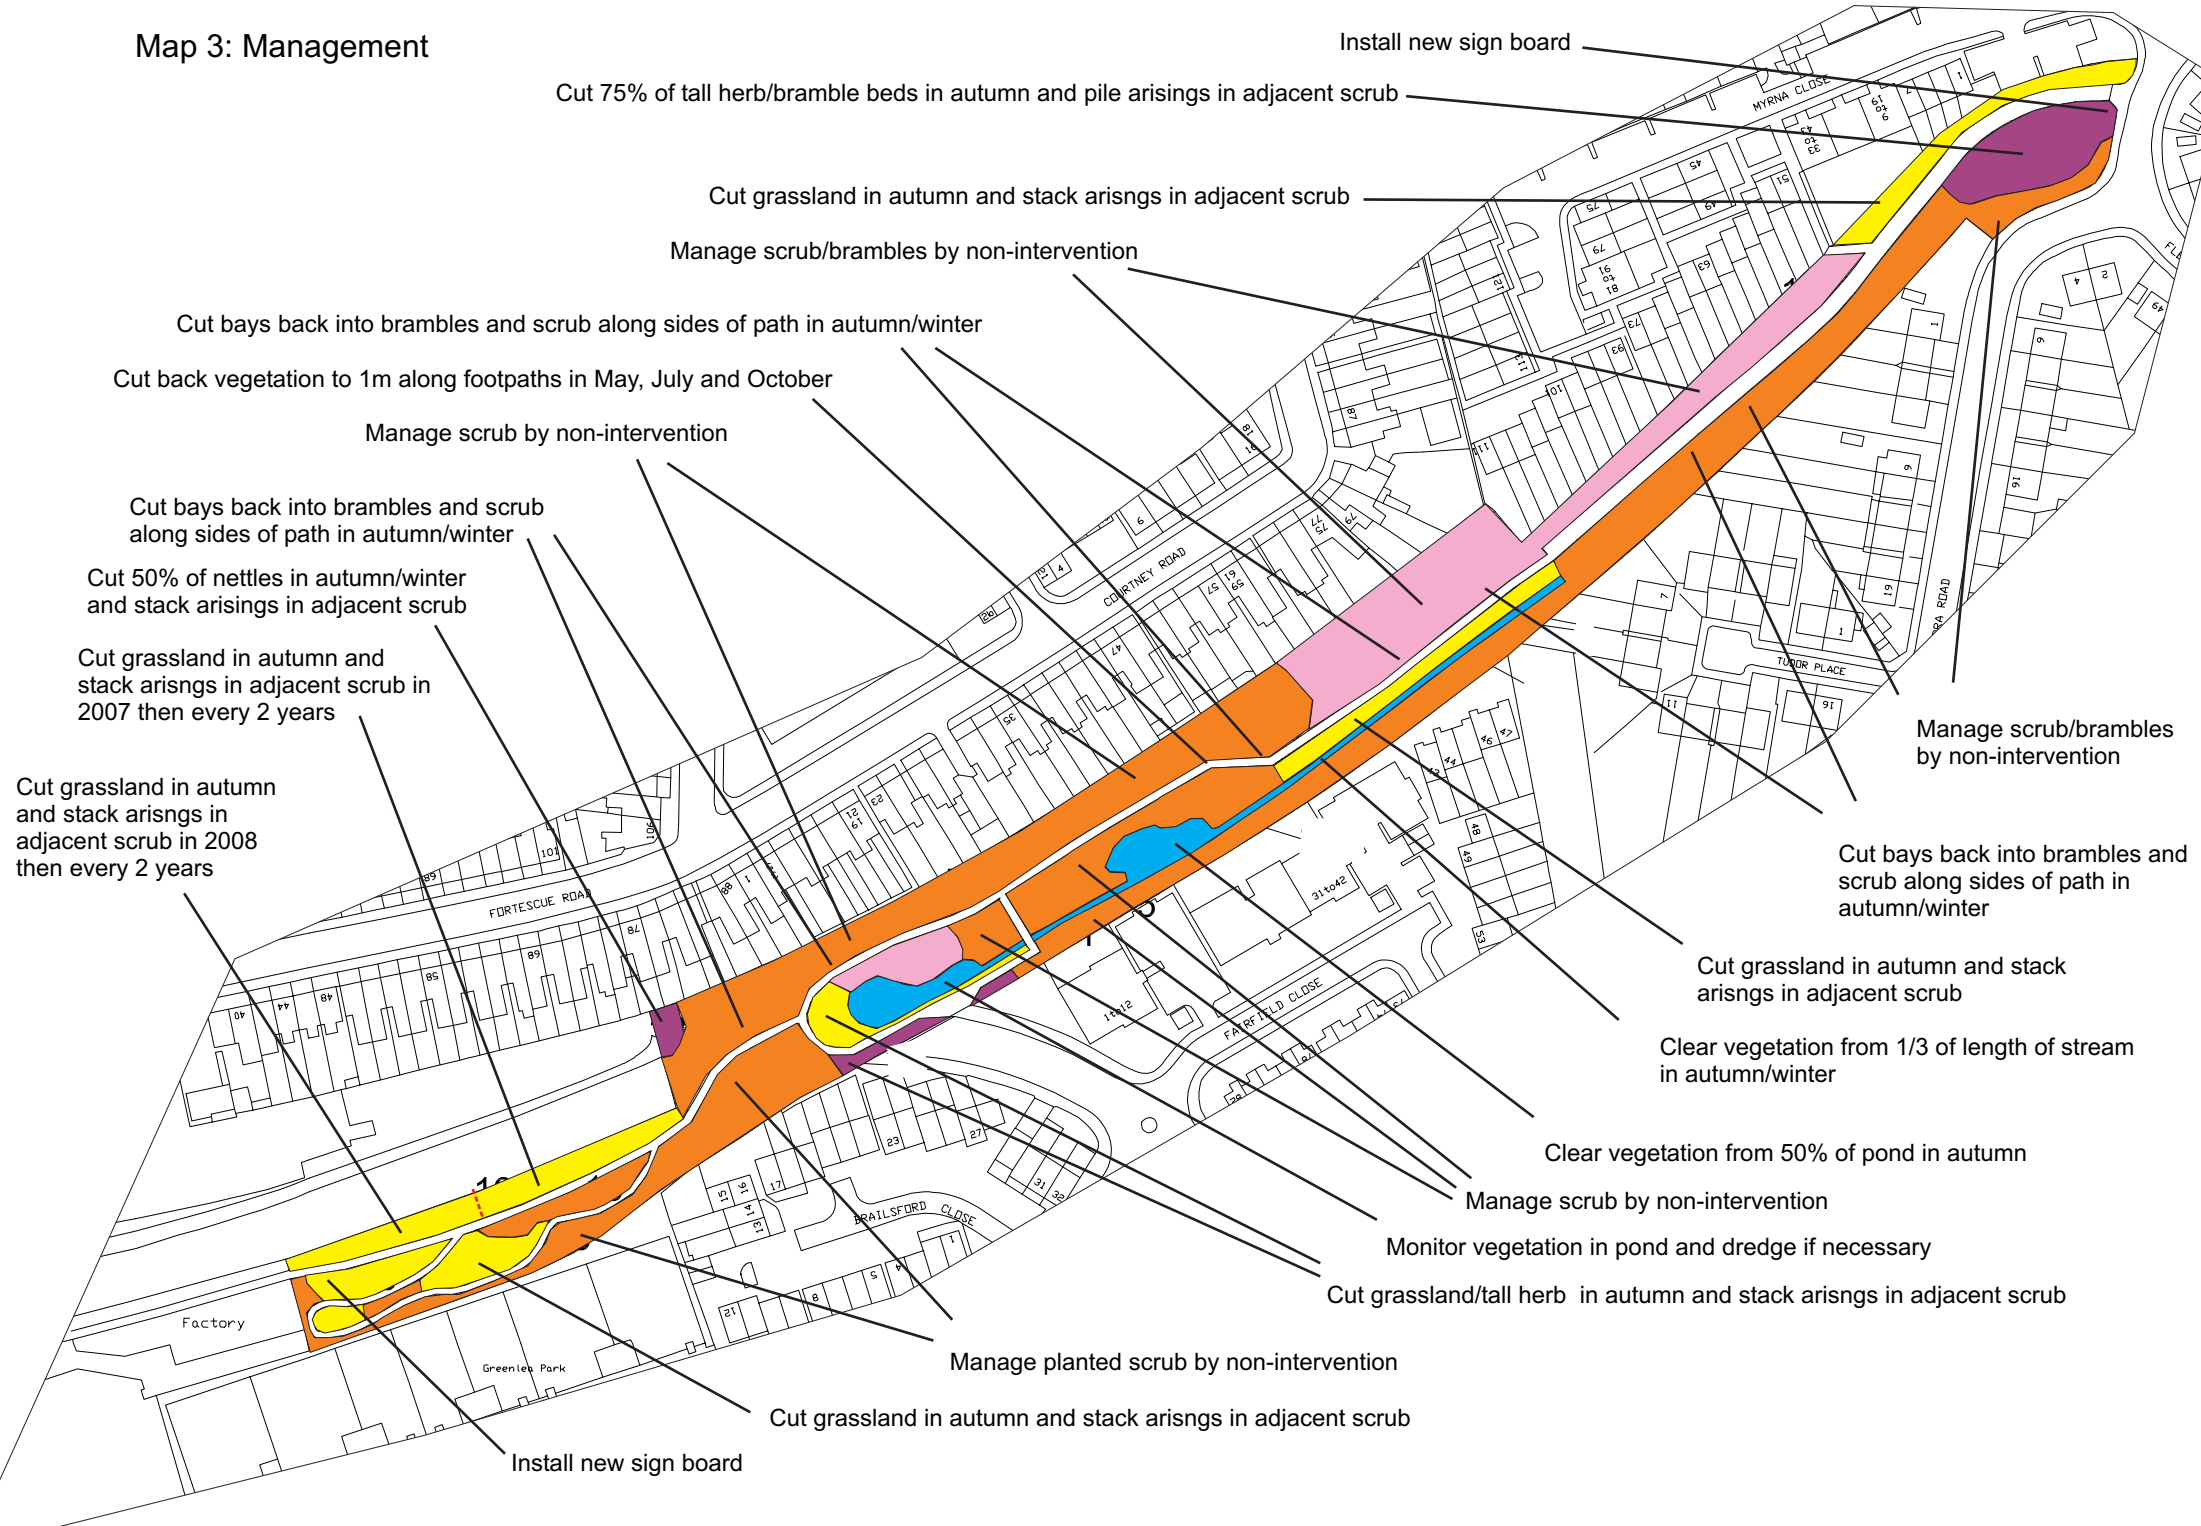 Map 3: Management
Install new sign board
Cut 75% of tall herb/bramble beds in autumn and pile arisings in adjacent scrub
Cut grassland in autumn and stack arisngs in adjacent scrub
Manage scrub/brambles by non-intervention
Cut bays back into brambles and scrub along sides of path in autumn/winter
Cut back vegetation to 1m along footpaths in May, July and October
Manage scrub by non-intervention
Cut bays back into brambles and scrub
along sides of path in autumn/winter
Cut 50% of nettles in autumn/winter
and stack arisings in adjacent scrub
Cut grassland in autumn and
stack arisngs in adjacent scrub in
2007 then every 2 years
Cut grassland in autumn
and stack arisngs in
adjacent scrub in 2008
then every 2 years
MYRNA CLOSE
COURTNEY ROAD
FORTESCUE ROAD
TUDOR PLACE
FAIRFIELD CLOSE
BRAILSFORD CLOSE
Factory
Greenlea Park
31to42
1to12
Manage scrub/brambles
by non-intervention
Cut bays back into brambles and
scrub along sides of path in
autumn/winter
Cut grassland in autumn and stack
arisngs in adjacent scrub
Clear vegetation from 1/3 of length of stream
in autumn/winter
Clear vegetation from 50% of pond in autumn
Manage scrub by non-intervention
Monitor vegetation in pond and dredge if necessary
Cut grassland/tall herb in autumn and stack arisngs in adjacent scrub
Manage planted scrub by non-intervention
Cut grassland in autumn and stack arisngs in adjacent scrub
Install new sign board